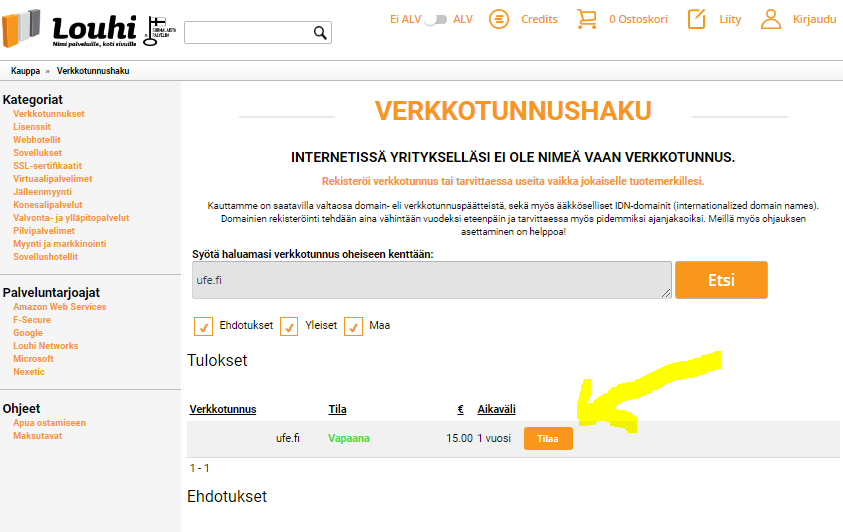 Louhi
Nimi palveluille, koti sivuille
Ei ALV ALV
Credits
0 Ostoskori
Liity
Kirjaudu
Kauppa » Verkkotunnushaku
Kategoriat
Verkkotunnukset
Lisenssit
Webhotellit
Sovellukset
SSL-sertifikaatit
Virtuaalipalvelimet
Jälleenmyynti
Konesalipalvelut
Valvonta- ja ylläpitopalvelut
Pilvipalvelimet
Myynti ja markkinointi
Sovellushotellit
Palveluntarjoajat
Amazon Web Services
F-Secure
Google
Louhi Networks
Microsoft
Nexetic
Ohjeet
Apua ostamiseen
Maksutavat
VERKKOTUNNUSHAKU
INTERNETISSÄ YRITYKSELLÄSI EI OLE NIMEÄ VAAN VERKKOTUNNUS.
Rekisteröi verkkotunnus tai tarvittaessa useita vaikka jokaiselle tuotemerkillesi.
Kauttamme on saatavilla valtaosa domain- eli verkkotunnuspäätteistä, sekä myös ääkköselliset IDN-domainit (internationalized domain names).
Domainien rekisteröinti tehdään aina vähintään vuodeksi eteenpäin ja tarvittaessa myös pidemmiksi ajanjaksoiksi. Meillä myös ohjauksen
asettaminen on helppoa!
Syötä haluamasi verkkotunnus oheiseen kenttään:
ufe.fi
Etsi
Ehdotukset Yleiset Maa
Tulokset
Verkkotunnus Tila € Aikaväli
ufe.fi Vapaana 15.00 1 vuosi Tilaa
1 - 1
Ehdotukset